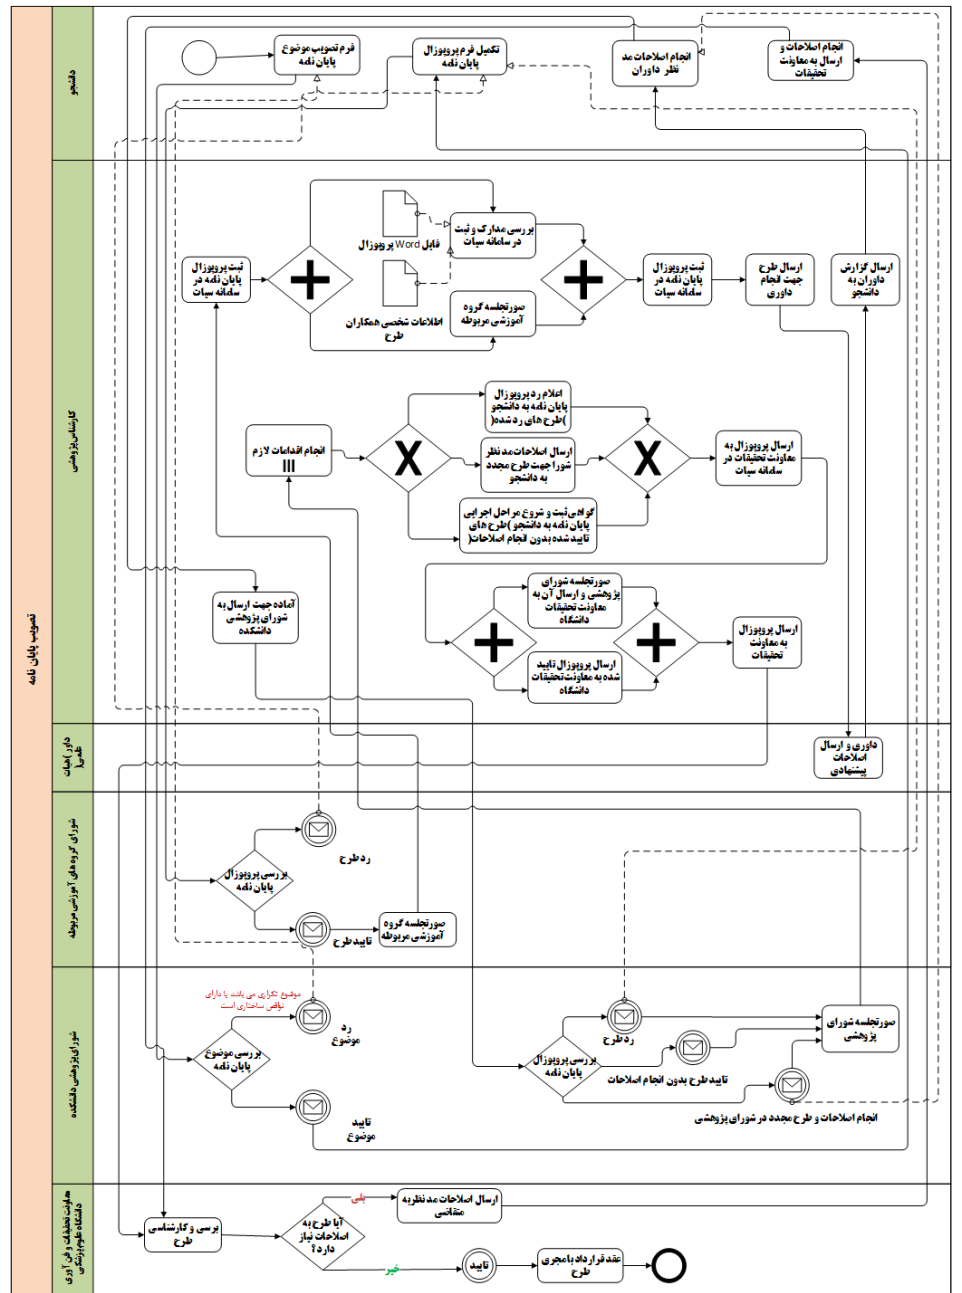 تصویب پایان نامه
دانشجو
فرم تصویب موضوع
پایان نامه
تکمیل فرم پروپوزال
پایان نامه
انجام اصلاحات مد
نظر داوران
انجام اصلاحات و
ارسال به معاونت
تحقیقات
کارشناس پژوهشی
ثبت پروپوزال
پایان نامه در
سامانه سیات
فایل Word پروپوزال
اطلاعات شخصی همکاران
طرح
بررسی مدارک و ثبت
در سامانه سیات
صورتجلسه گروه
آموزشی مربوطه
ثبت پروپوزال
پایان نامه در
سامانه سیات
ارسال طرح
جهت انجام
داوری
ارسال گزارش
داوران به
دانشجو
انجام اقدامات لازم
X
اعلام رد پروپوزال
پایان نامه به دانشجو
)طرح های رد شده(
ارسال اصلاحات مد نظر
شورا جهت طرح مجدد
به دانشجو
گواهی ثبت و شروع مراحل اجرایی
پایان نامه به دانشجو )طرح های
تایید شده بدون انجام اصلاحات(
X
ارسال پروپوزال به
معاونت تحقیقات در
سامانه سیات
آماده جهت ارسال به
شورای پژوهشی
دانشکده
صورتجلسه شورای
پژوهشی و ارسال آن به
معاونت تحقیقات
دانشگاه
ارسال پروپوزال تایید
شده به معاونت تحقیقات
دانشگاه
ارسال پروپوزال
به معاونت
تحقیقات
داور )هیات
علمی(
داوری و ارسال
اصلاحات
پیشنهادی
شورای گروه های آموزشی مربوطه
بررسی پروپوزال
پایان نامه
رد طرح
تایید طرح
صورتجلسه گروه
آموزشی مربوطه
شورای پژوهشی دانشکده
موضوع تکراری می باشد یا دارای
نواقص ساختاری است
بررسی موضوع
پایان نامه
رد
موضوع
تایید
موضوع
بررسی پروپوزال
پایان نامه
رد طرح
تایید طرح بدون انجام اصلاحات
انجام اصلاحات و طرح مجدد در شورای پژوهشی
صورتجلسه شورای
پژوهشی
معاونت تحقیقات و فن آوری
دانشگاه علوم پزشکی
برسی و کارشناسی
طرح
آیا طرح به
اصلاحات نیاز
دارد؟
بلی
ارسال اصلاحات مد نظر به
متقاضی
خیر
تایید
عقد قرارداد با مجری
طرح